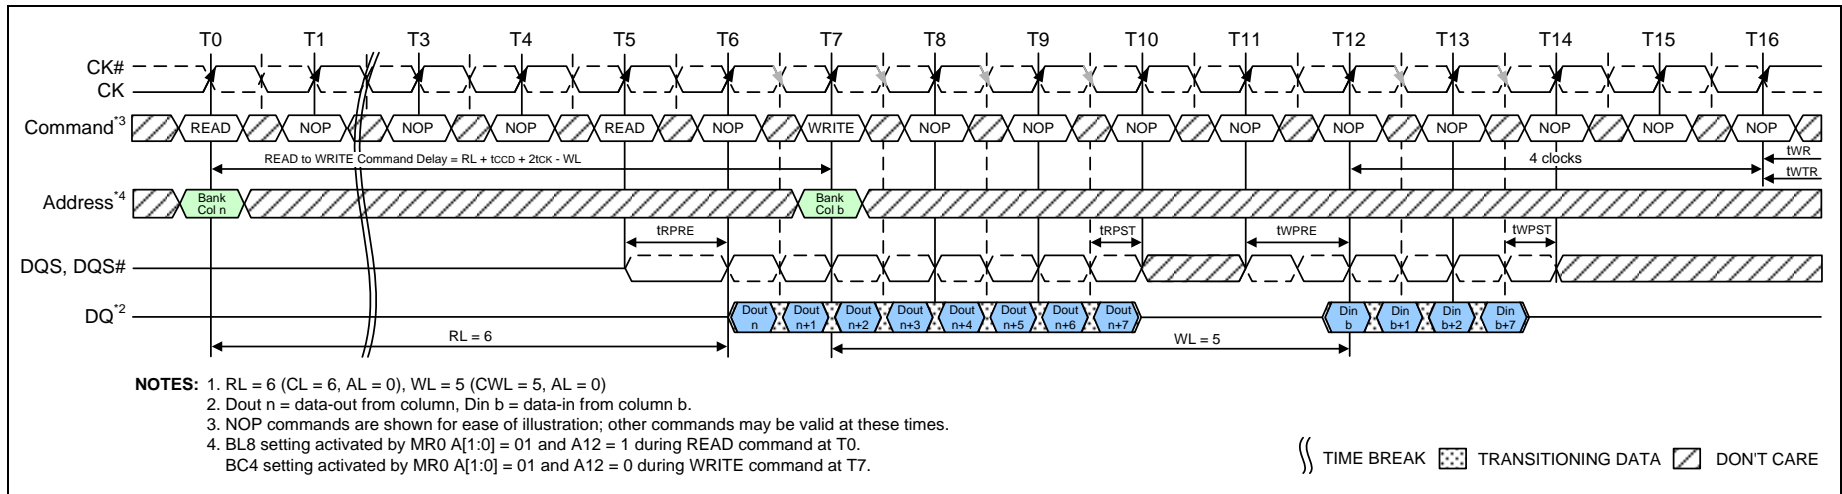 T0 T1 T3 T4 T5 T6 T7 T8 T9 T10 T11 T12 T13 T14 T15 T16
CK#
CK
Command*3 READ NOP NOP NOP READ NOP WRITE NOP NOP NOP NOP NOP NOP NOP NOP NOP
READ to WRITE Command Delay = RL + tCCD + 2tCK - WL
4 clocks
tWR
tWTR
Address*4
Bank
Col n
Bank
Col b
tRPRE tRPST tWPRE tWPST
DQS, DQS#
DQ*2
Dout
n
Dout
n+1
Dout
n+2
Dout
n+3
Dout
n+4
Dout
n+5
Dout
n+6
Dout
n+7
Din
b
Din
b+1
Din
b+2
Din
b+7
RL = 6
WL = 5
NOTES: 1. RL = 6 (CL = 6, AL = 0), WL = 5 (CWL = 5, AL = 0)
2. Dout n = data-out from column, Din b = data-in from column b.
3. NOP commands are shown for ease of illustration; other commands may be valid at these times.
4. BL8 setting activated by MR0 A[1:0] = 01 and A12 = 1 during READ command at T0.
BC4 setting activated by MR0 A[1:0] = 01 and A12 = 0 during WRITE command at T7.
TIME BREAK TRANSITIONING DATA DON'T CARE